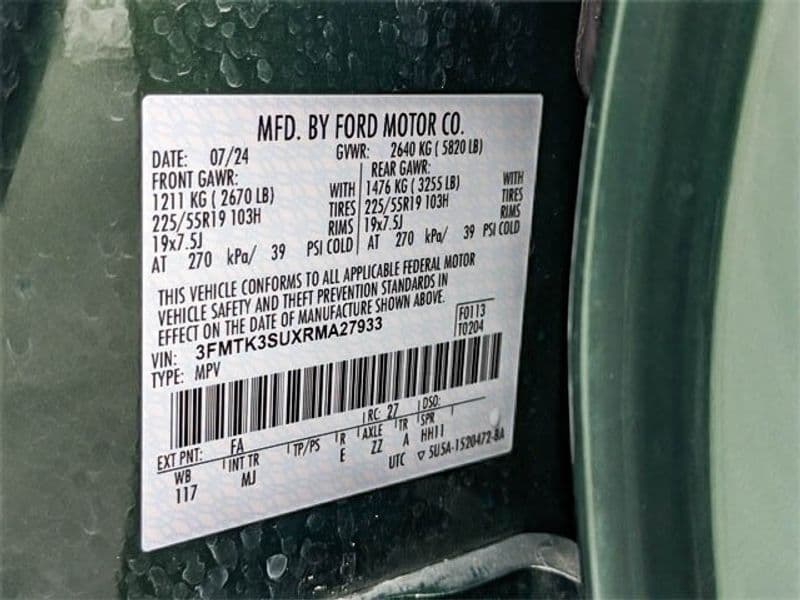 MFD. BY FORD MOTOR CO.
DATE: 07/24 GVWR: 2640 KG ( 5820 LB)
FRONT GAWR: REAR GAWR:
1211 KG ( 2670 LB) WITH 1476 KG ( 3255 LB) WITH
225/55R19 103H TIRES 225/55R19 103H TIRES
19x7.5J RIMS 19x7.5J RIMS
AT 270 kPa/ 39 PSI COLD AT 270 kPa/ 39 PSI COLD
THIS VEHICLE CONFORMS TO ALL APPLICABLE FEDERAL MOTOR
VEHICLE SAFETY AND THEFT PREVENTION STANDARDS IN
EFFECT ON THE DATE OF MANUFACTURE SHOWN ABOVE.
F0113
T0204
VIN: 3FMTK3SUXRMA27933
TYPE: MPV
EXT PNT: FA RC: 27 DSO:
WB INT TR TP/PS R AXLE TR SPR
117 MJ E ZZ A HH11
UTC ▽ 5U5A-1520472-BA